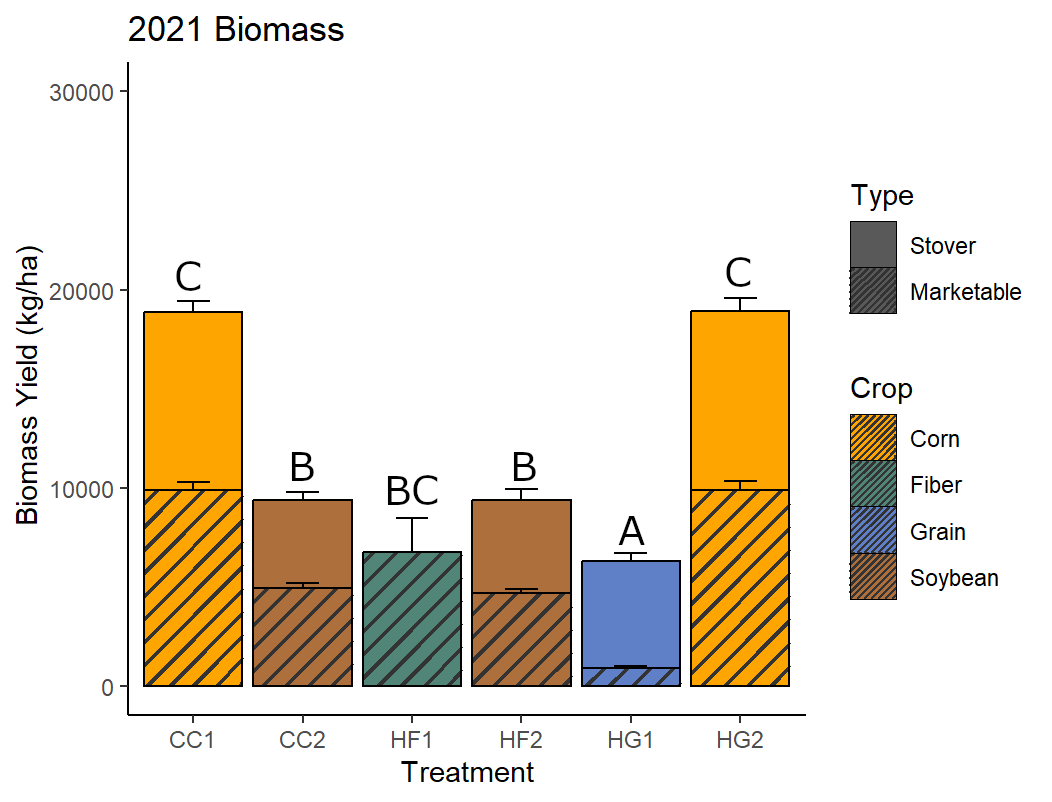 2021 Biomass
Biomass Yield (kg/ha)
30000
20000
10000
0
C
B
BC
B
A
C
CC1
CC2
HF1
HF2
HG1
HG2
Treatment
Type
Stover
Marketable
Crop
Corn
Fiber
Grain
Soybean